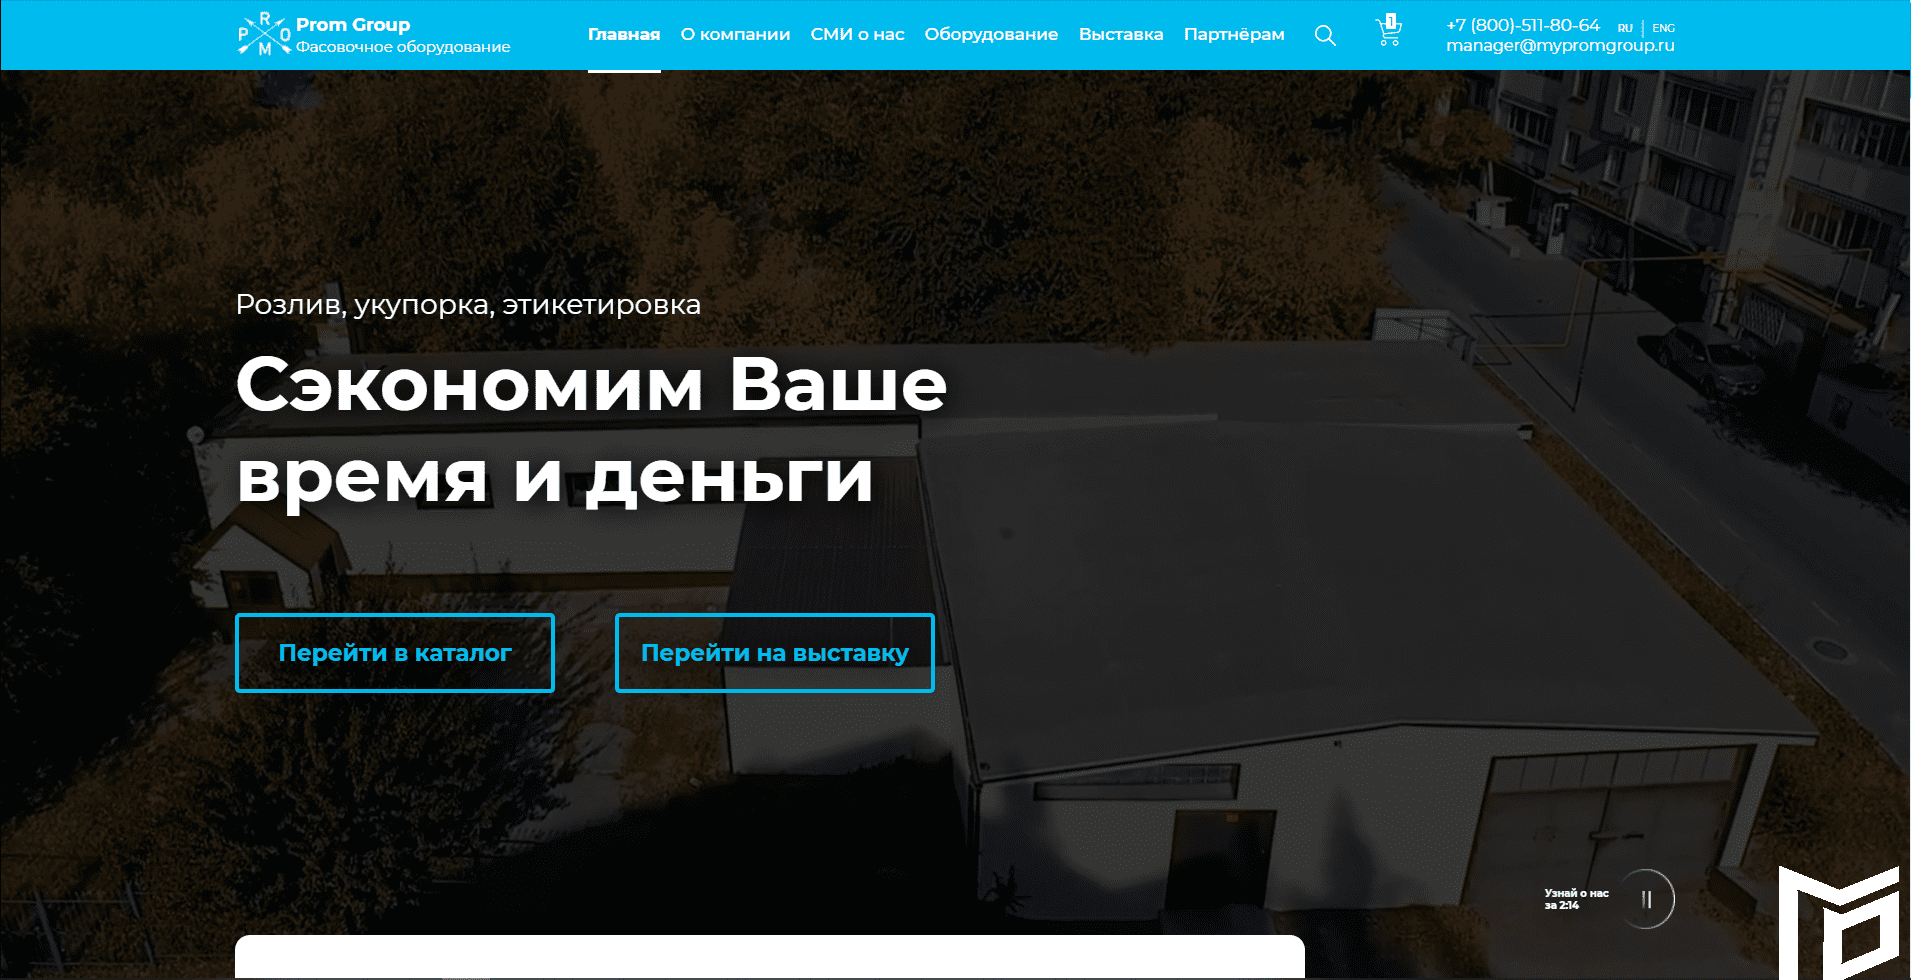 PROM
Prom Group
Фасовочное оборудование
Главная
О компании
СМИ о нас
Оборудование
Выставка
Партнёрам
1
+7 (800)-511-80-64
RU | ENG
manager@mypromgroup.ru
Розлив, укупорка, этикетировка
Сэкономим Ваше
время и деньги
Перейти в каталог
Перейти на выставку
Узнай о нас
за 2:14